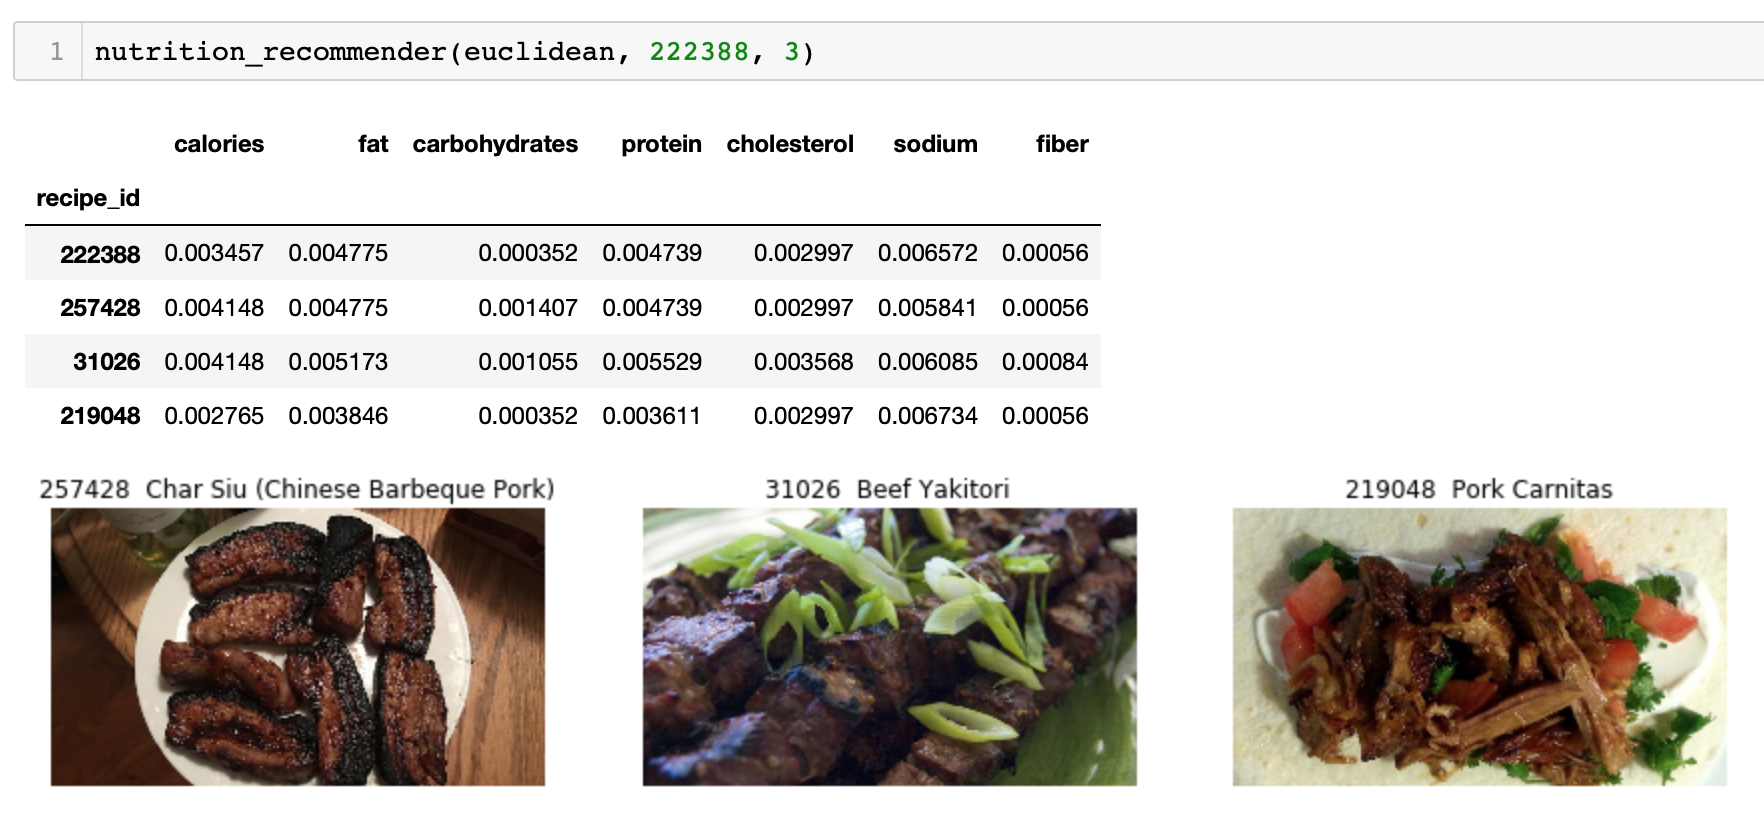 1 nutrition_recommender(euclidean, 222388, 3)
calories fat carbohydrates protein cholesterol sodium fiber
recipe_id
222388 0.003457 0.004775 0.000352 0.004739 0.002997 0.006572 0.00056
257428 0.004148 0.004775 0.001407 0.004739 0.002997 0.005841 0.00056
31026 0.004148 0.005173 0.001055 0.005529 0.003568 0.006085 0.00084
219048 0.002765 0.003846 0.000352 0.003611 0.002997 0.006734 0.00056
257428 Char Siu (Chinese Barbeque Pork)
31026 Beef Yakitori
219048 Pork Carnitas